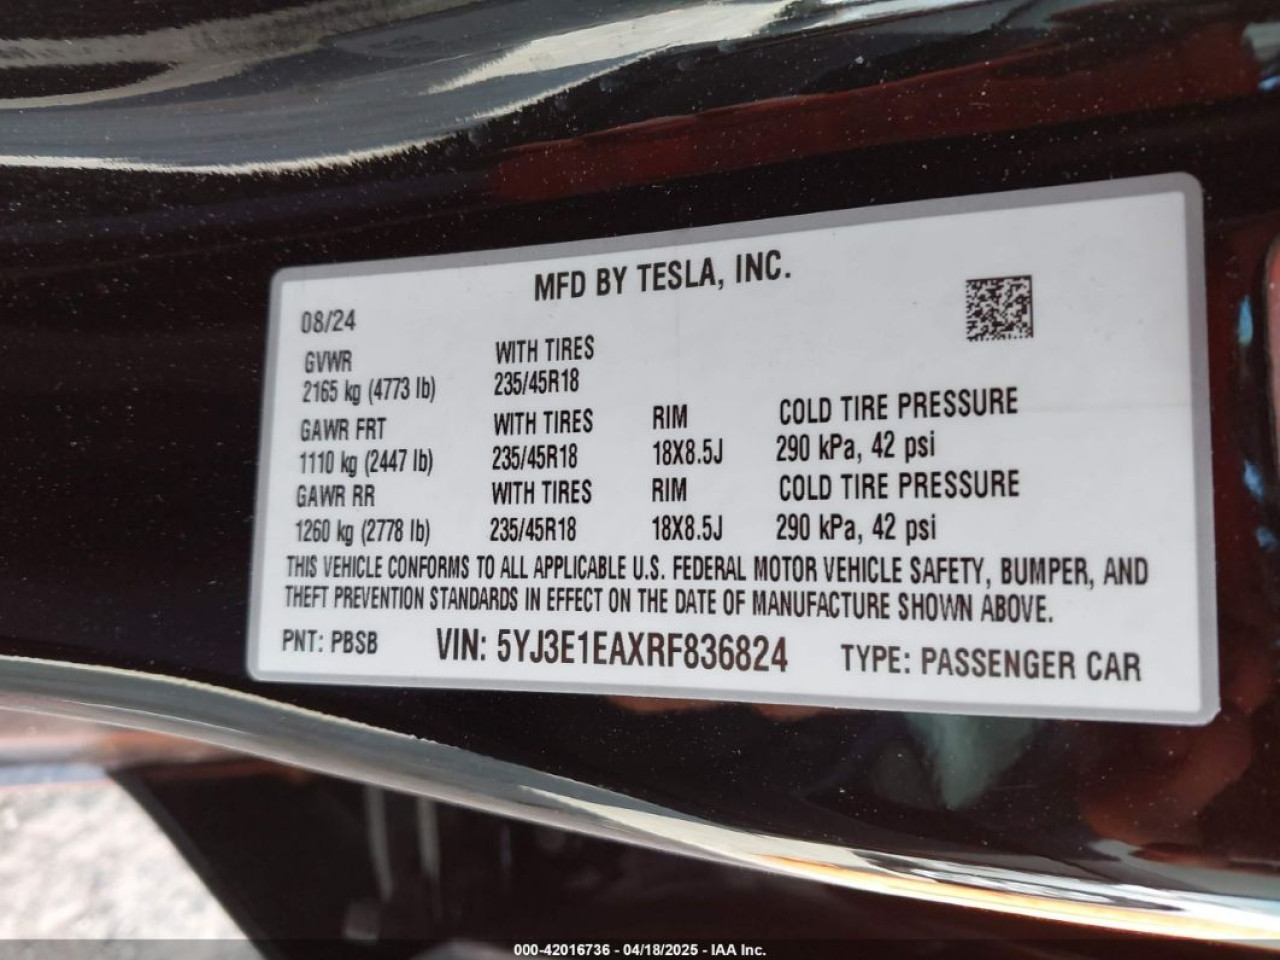 MFD BY TESLA, INC.
08/24
GVWR WITH TIRES
2165 kg (4773 lb) 235/45R18
GAWR FRT WITH TIRES RIM COLD TIRE PRESSURE
1110 kg (2447 lb) 235/45R18 18X8.5J 290 kPa, 42 psi
GAWR RR WITH TIRES RIM COLD TIRE PRESSURE
1260 kg (2778 lb) 235/45R18 18X8.5J 290 kPa, 42 psi
THIS VEHICLE CONFORMS TO ALL APPLICABLE U.S. FEDERAL MOTOR VEHICLE SAFETY, BUMPER, AND
THEFT PREVENTION STANDARDS IN EFFECT ON THE DATE OF MANUFACTURE SHOWN ABOVE.
PNT: PBSB VIN: 5YJ3E1EAXRF836824 TYPE: PASSENGER CAR
000-42016736 - 04/18/2025 - IAA Inc.